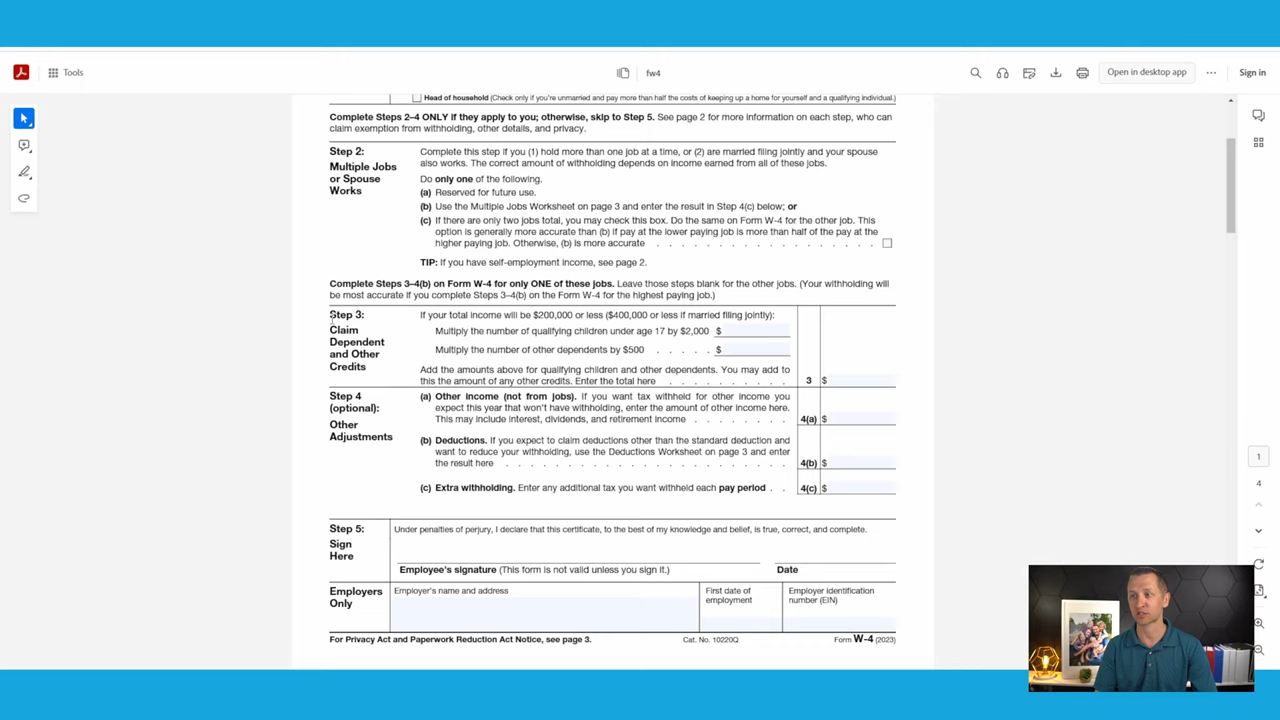 Tools
fw4
Open in desktop app
Sign in
Head of household (Check only if you're unmarried and pay more than half the costs of keeping up a home for yourself and a qualifying individual.)
Complete Steps 2–4 ONLY if they apply to you; otherwise, skip to Step 5. See page 2 for more information on each step, who can
claim exemption from withholding, other details, and privacy.
Step 2:
Multiple Jobs
or Spouse
Works
Complete this step if you (1) hold more than one job at a time, or (2) are married filing jointly and your spouse
also works. The correct amount of withholding depends on income earned from all of these jobs.
Do only one of the following.
(a) Reserved for future use.
(b) Use the Multiple Jobs Worksheet on page 3 and enter the result in Step 4(c) below; or
(c) If there are only two jobs total, you may check this box. Do the same on Form W-4 for the other job. This
option is generally more accurate than (b) if pay at the lower paying job is more than half of the pay at the
higher paying job. Otherwise, (b) is more accurate . . . . . . . . . . . . . . . .
TIP: If you have self-employment income, see page 2.
Complete Steps 3–4(b) on Form W-4 for only ONE of these jobs. Leave those steps blank for the other jobs. (Your withholding will
be most accurate if you complete Steps 3–4(b) on the Form W-4 for the highest paying job.)
Step 3:
Claim
Dependent
and Other
Credits
If your total income will be $200,000 or less ($400,000 or less if married filing jointly):
Multiply the number of qualifying children under age 17 by $2,000 $
Multiply the number of other dependents by $500 . . . . . $
Add the amounts above for qualifying children and other dependents. You may add to
this the amount of any other credits. Enter the total here . . . . . . . . . . 3 $
Step 4
(optional):
Other
Adjustments
(a) Other income (not from jobs). If you want tax withheld for other income you
expect this year that won't have withholding, enter the amount of other income here.
This may include interest, dividends, and retirement income . . . . . . . . 4(a) $
(b) Deductions. If you expect to claim deductions other than the standard deduction and
want to reduce your withholding, use the Deductions Worksheet on page 3 and enter
the result here . . . . . . . . . . . . . . . . . . . . . 4(b) $
(c) Extra withholding. Enter any additional tax you want withheld each pay period . . 4(c) $
Step 5:
Sign
Here
Under penalties of perjury, I declare that this certificate, to the best of my knowledge and belief, is true, correct, and complete.
Employee's signature (This form is not valid unless you sign it.)
Date
Employers
Only
Employer's name and address
First date of
employment
Employer identification
number (EIN)
For Privacy Act and Paperwork Reduction Act Notice, see page 3.
Cat. No. 10220Q
Form W-4 (2023)
1
4